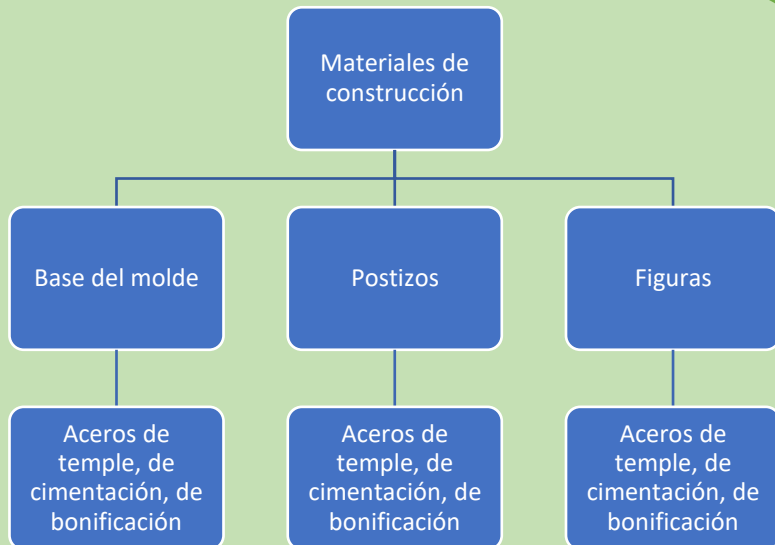 Materiales de
construcción
Base del molde
Postizos
Figuras
Aceros de
temple, de
cimentación, de
bonificación
Aceros de
temple, de
cimentación, de
bonificación
Aceros de
temple, de
cimentación, de
bonificación